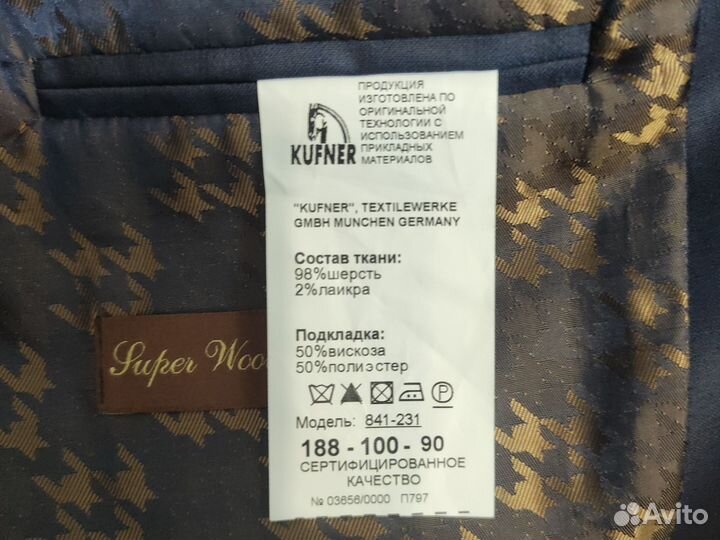 ПРОДУКЦИЯ
ИЗГОТОВЛЕНА ПО
ОРИГИНАЛЬНОЙ
ТЕХНОЛОГИИ С
ИСПОЛЬЗОВАНИЕМ
ПРИКЛАДНЫХ
МАТЕРИАЛОВ
KUFNER
"KUFNER", TEXTILEWERKE
GMBH MUNCHEN GERMANY
Состав ткани:
98%шерсть
2%лаикра
Подкладка:
50%вискоза
50%полиэстер
P
Модель: 841-231
188 - 100 - 90
СЕРТИФИЦИРОВАННОЕ
КАЧЕСТВО
№ 03656/0000 П797
Super Woo
Avito